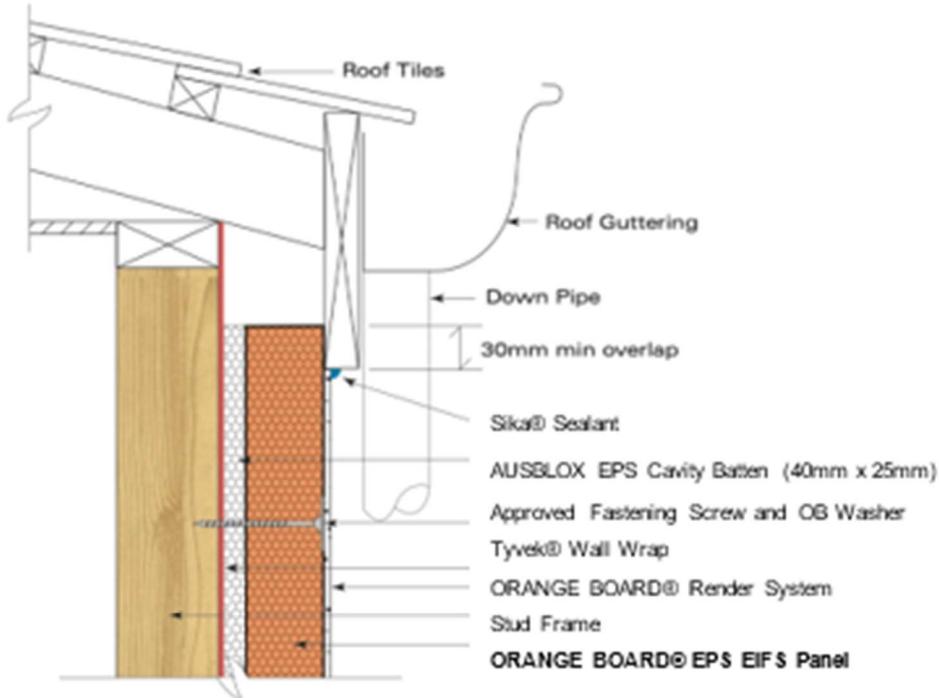 Roof Tiles
Roof Guttering
Down Pipe
30mm min overlap
Sika® Sealant
AUSBLOX EPS Cavity Batten (40mm x 25mm)
Approved Fastening Screw and OB Washer
Tyvek® Wall Wrap
ORANGE BOARD® Render System
Stud Frame
ORANGE BOARD® EPS EIFS Panel